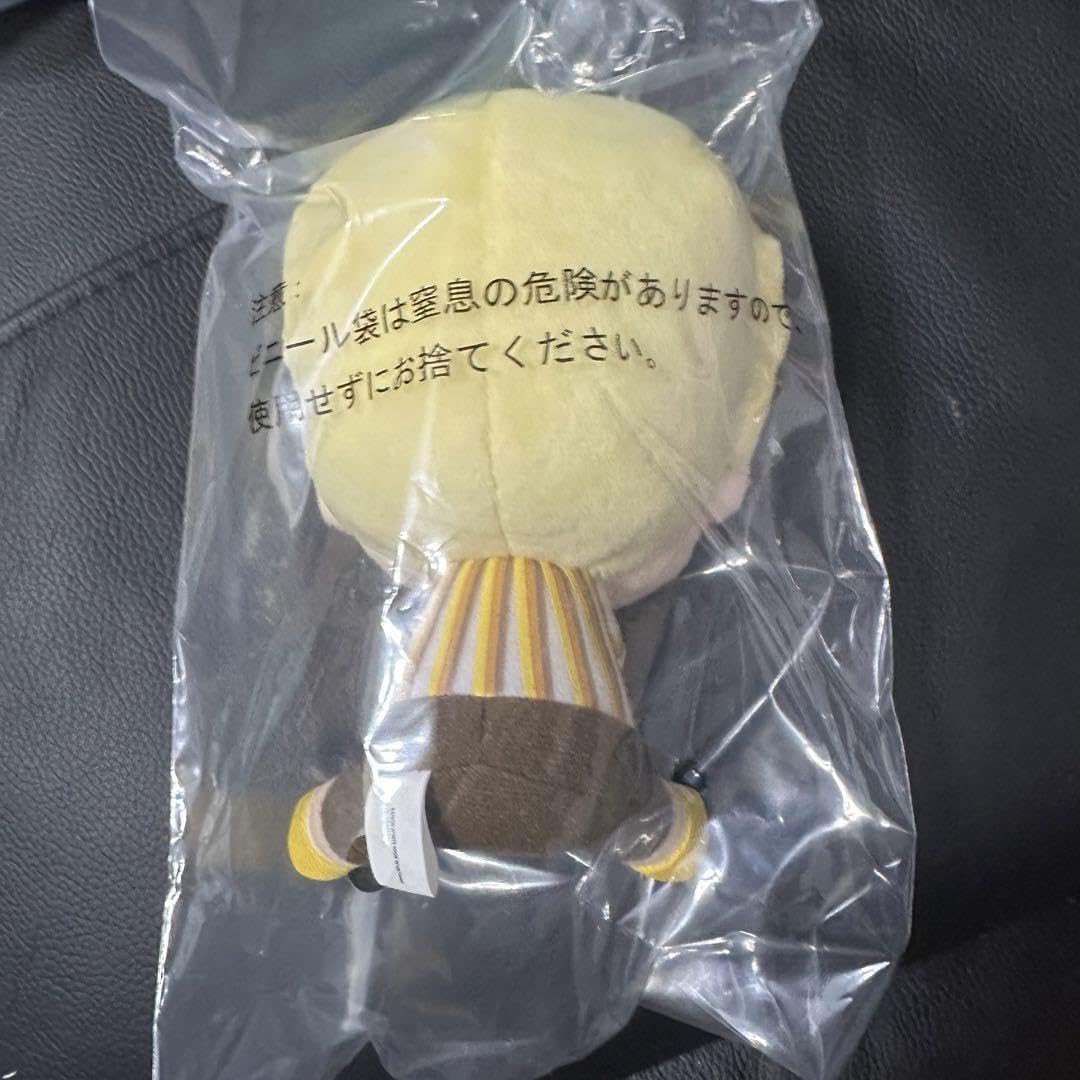 注意：
ビニール袋は窒息の危険がありますので、
使用せずにお捨てください。